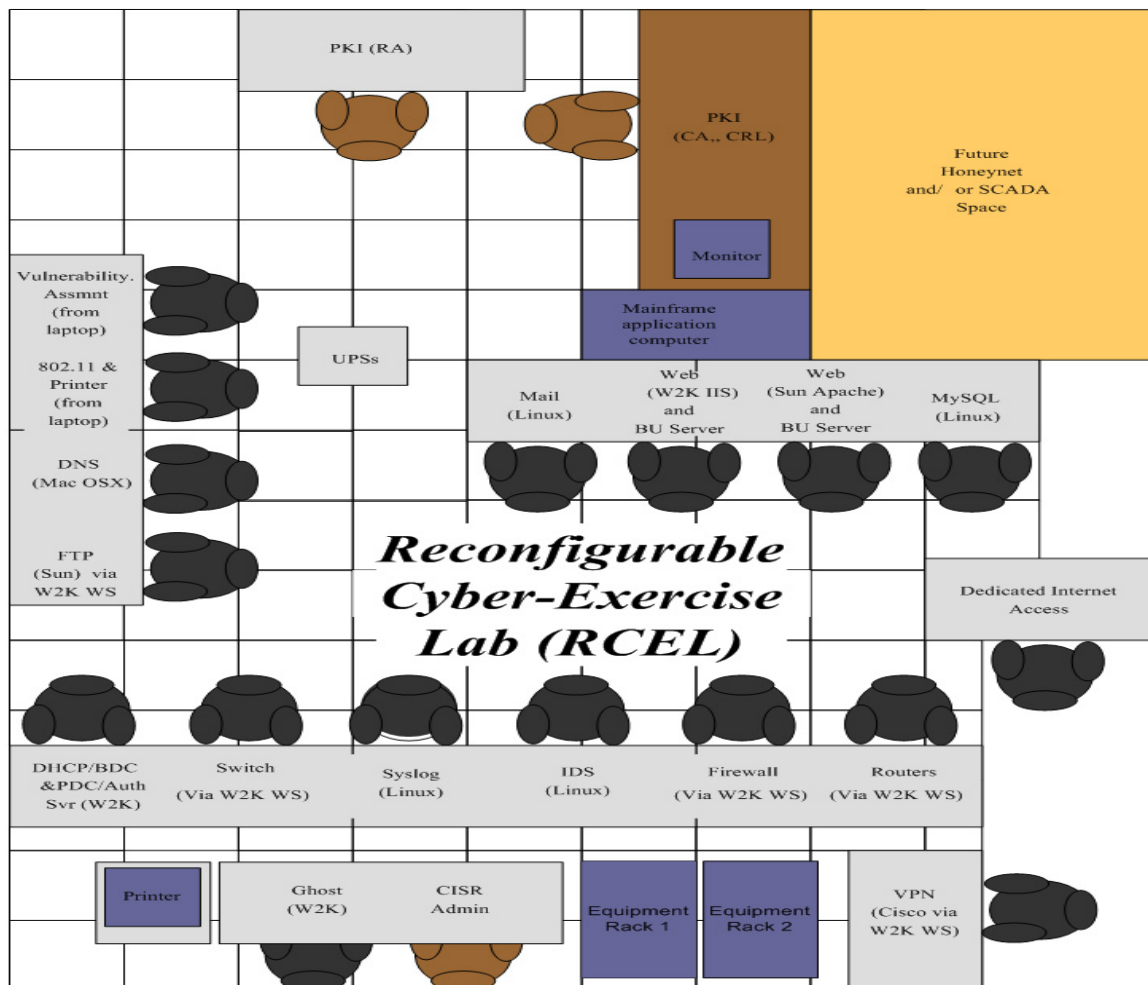 PKI (RA)
PKI
(CA,, CRL)
Future
Honeynet
and/ or SCADA
Space
Monitor
Vulnerability.
Assmnt
(from
laptop)
802.11 &
Printer
(from
laptop)
DNS
(Mac OSX)
FTP
(Sun) via
W2K WS
UPSs
Mainframe
application
computer
Mail
(Linux)
Web
(W2K IIS)
and
BU Server
Web
(Sun Apache)
and
BU Server
MySQL
(Linux)
Reconfigurable
Cyber-Exercise
Lab (RCEL)
Dedicated Internet
Access
DHCP/BDC
&PDC/Auth
Svr (W2K)
Switch
(Via W2K WS)
Syslog
(Linux)
IDS
(Linux)
Firewall
(Via W2K WS)
Routers
(Via W2K WS)
Printer
Ghost
(W2K)
CISR
Admin
Equipment
Rack 1
Equipment
Rack 2
VPN
(Cisco via
W2K WS)